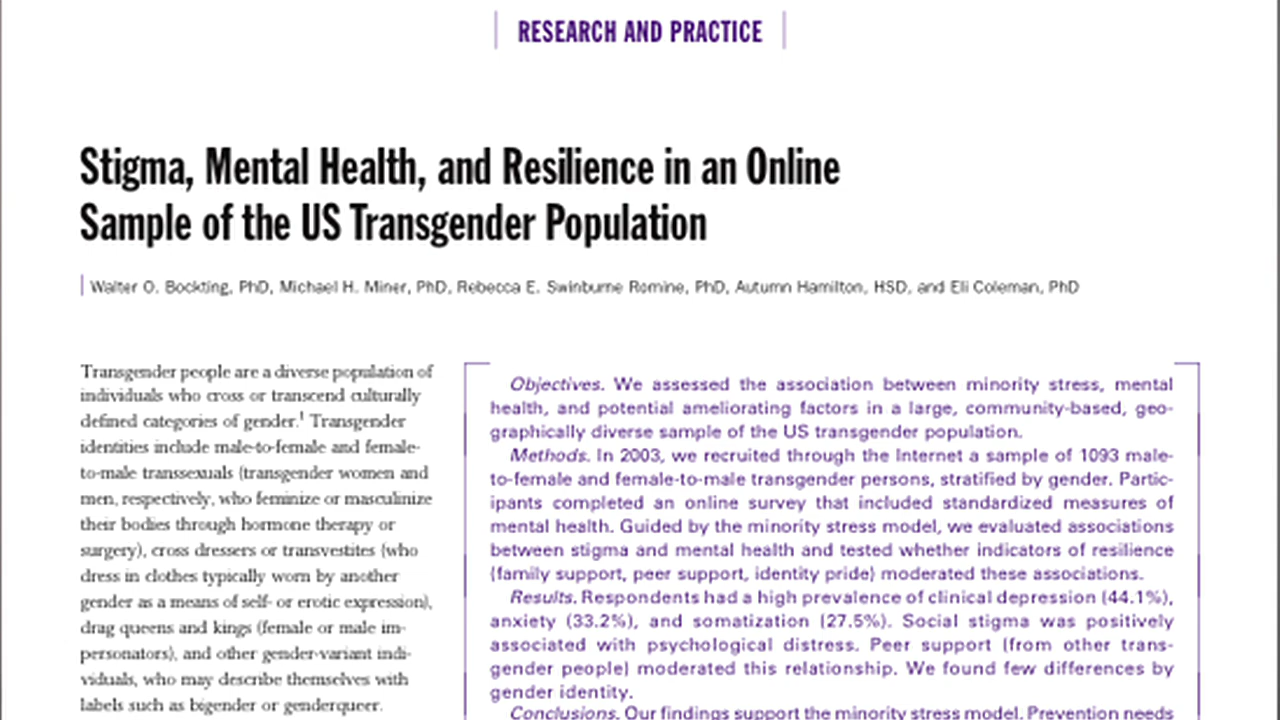 RESEARCH AND PRACTICE
Stigma, Mental Health, and Resilience in an Online
Sample of the US Transgender Population
Walter O. Bockting, PhD, Michael H. Miner, PhD, Rebecca E. Swinburne Romine, PhD, Autumn Hamilton, HSD, and Eli Coleman, PhD
Transgender people are a diverse population of
individuals who cross or transcend culturally
defined categories of gender.1 Transgender
identities include male-to-female and female-
to-male transsexuals (transgender women and
men, respectively, who feminize or masculinize
their bodies through hormone therapy or
surgery), cross dressers or transvestites (who
dress in clothes typically worn by another
gender as a means of self- or erotic expression),
drag queens and kings (female or male im-
personators), and other gender-variant indi-
viduals, who may describe themselves with
labels such as bigender or genderqueer.
Objectives. We assessed the association between minority stress, mental
health, and potential ameliorating factors in a large, community-based, geo-
graphically diverse sample of the US transgender population.
Methods. In 2003, we recruited through the Internet a sample of 1093 male-
to-female and female-to-male transgender persons, stratified by gender. Partic-
ipants completed an online survey that included standardized measures of
mental health. Guided by the minority stress model, we evaluated associations
between stigma and mental health and tested whether indicators of resilience
(family support, peer support, identity pride) moderated these associations.
Results. Respondents had a high prevalence of clinical depression (44.1%),
anxiety (33.2%), and somatization (27.5%). Social stigma was positively
associated with psychological distress. Peer support (from other trans-
gender people) moderated this relationship. We found few differences by
gender identity.
Conclusions. Our findings support the minority stress model. Prevention needs